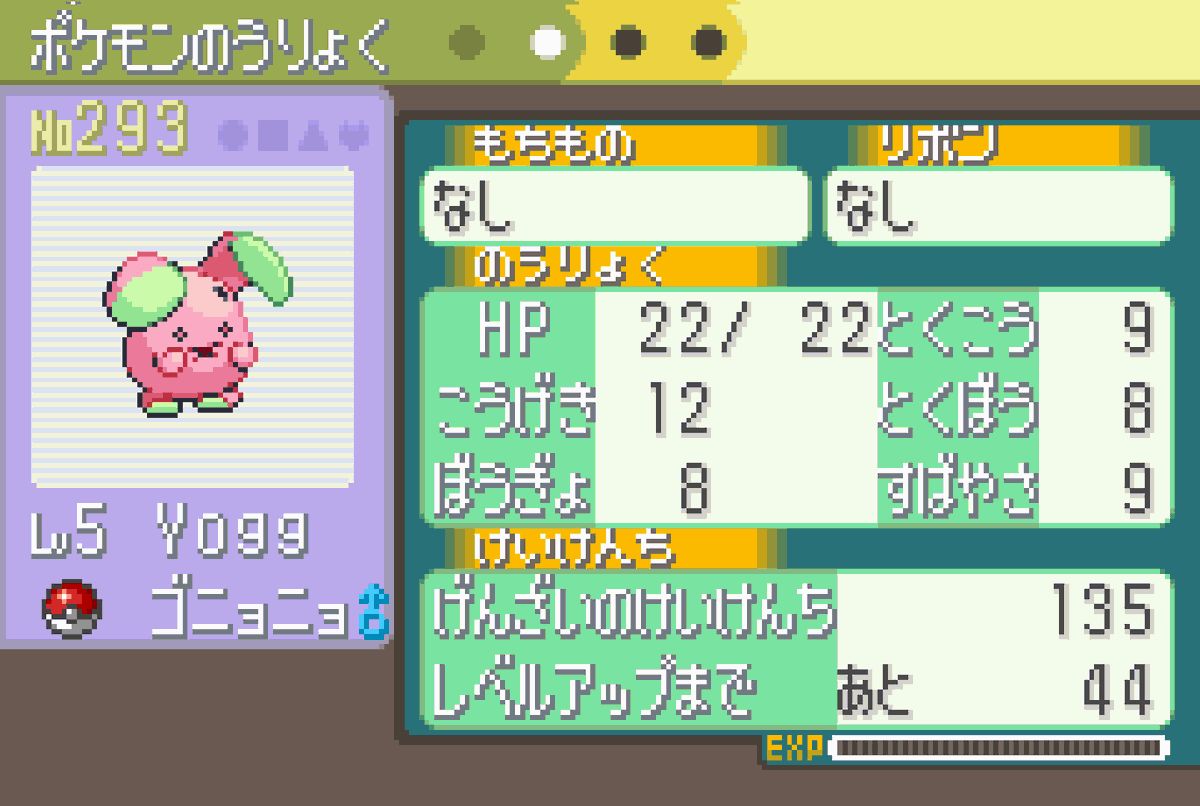 ポケモンのうりょく
No293
もちもの
リボン
なし
なし
のうりょく
HP 22/ 22 とくこう 9
こうげき 12 とくぼう 8
ぼうぎょ 8 すばやさ 9
Lv5 Yogg
ゴニョニョ♂
けいけんち
げんざいのけいけんち 135
レベルアップまで あと 44
EXP